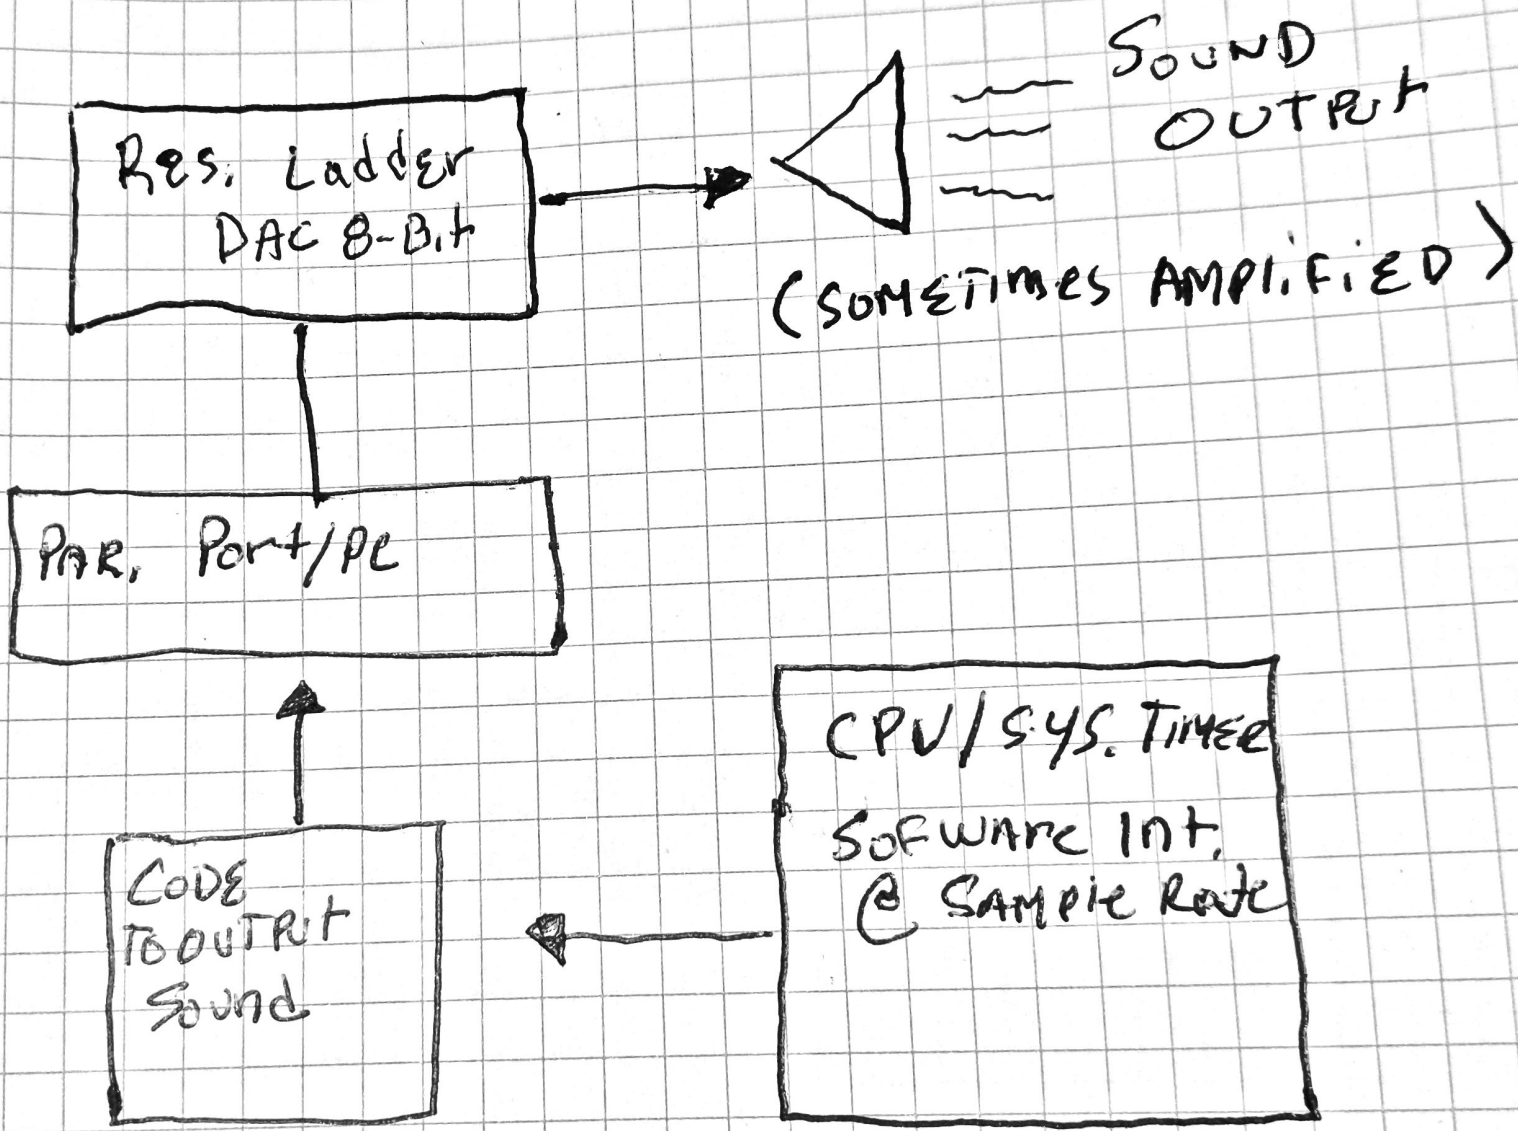 Res. Ladder
DAC 8-Bit
SOUND
OUTPUT
(SOMETIMES AMPLIFIED)
PAR. Port/PC
CPU/SYS. TIMER
SOFWARE Int.
@ SAMPLE Rate
CODE
TO OUTPUT
Sound